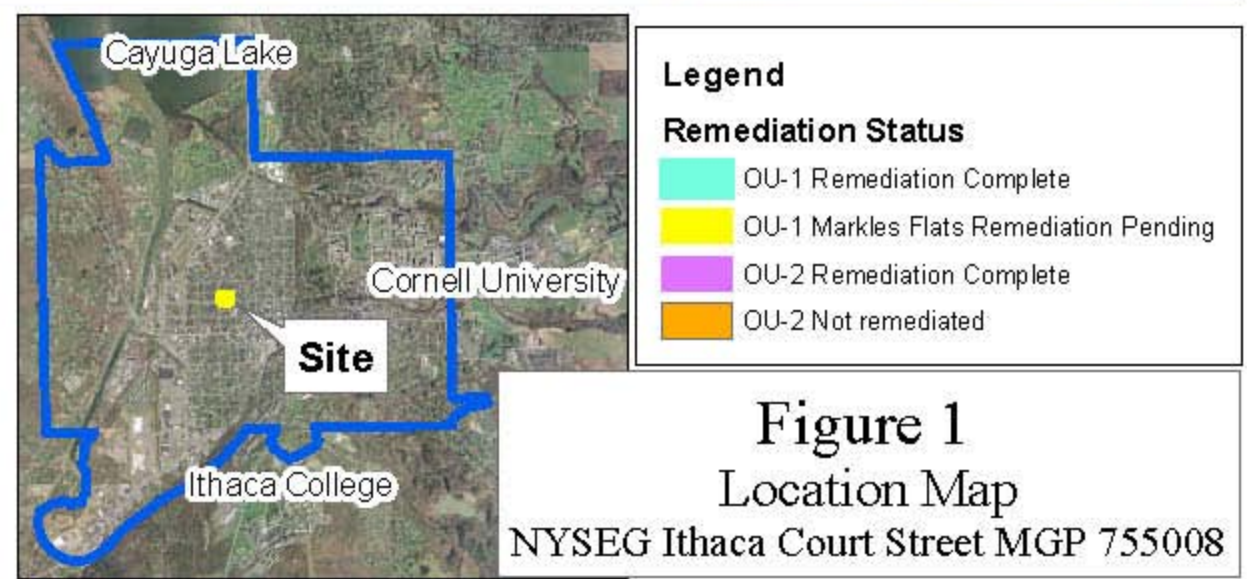 Cayuga Lake
Cornell University
Site
Ithaca College
Legend
Remediation Status
OU-1 Remediation Complete
OU-1 Markles Flats Remediation Pending
OU-2 Remediation Complete
OU-2 Not remediated
Figure 1
Location Map
NYSEG Ithaca Court Street MGP 755008